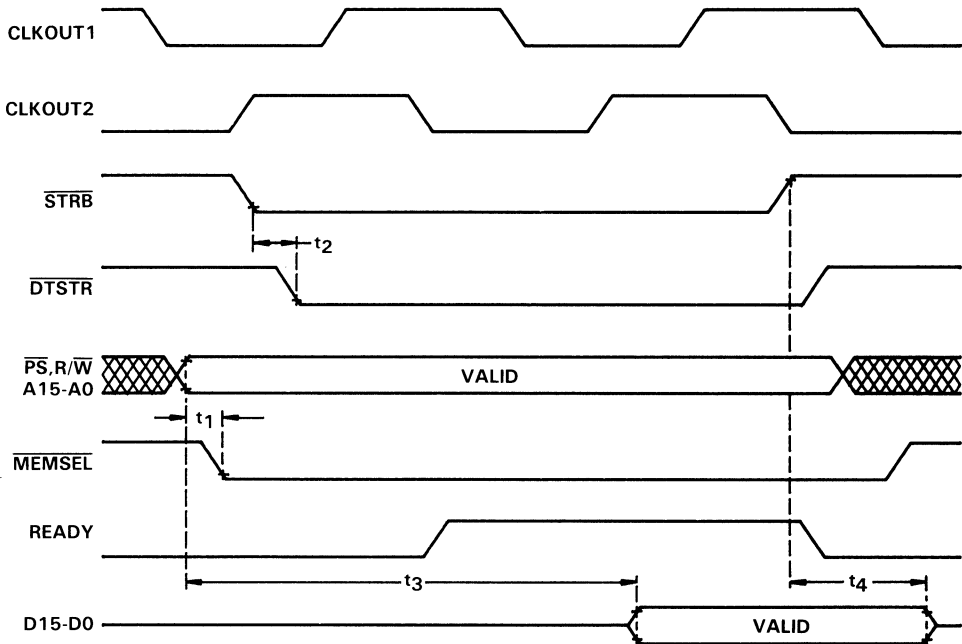 CLKOUT1
CLKOUT2
STRB
t2
DTSTR
PS,R/W
A15-A0
VALID
t1
MEMSEL
READY
t3
t4
D15-D0
VALID